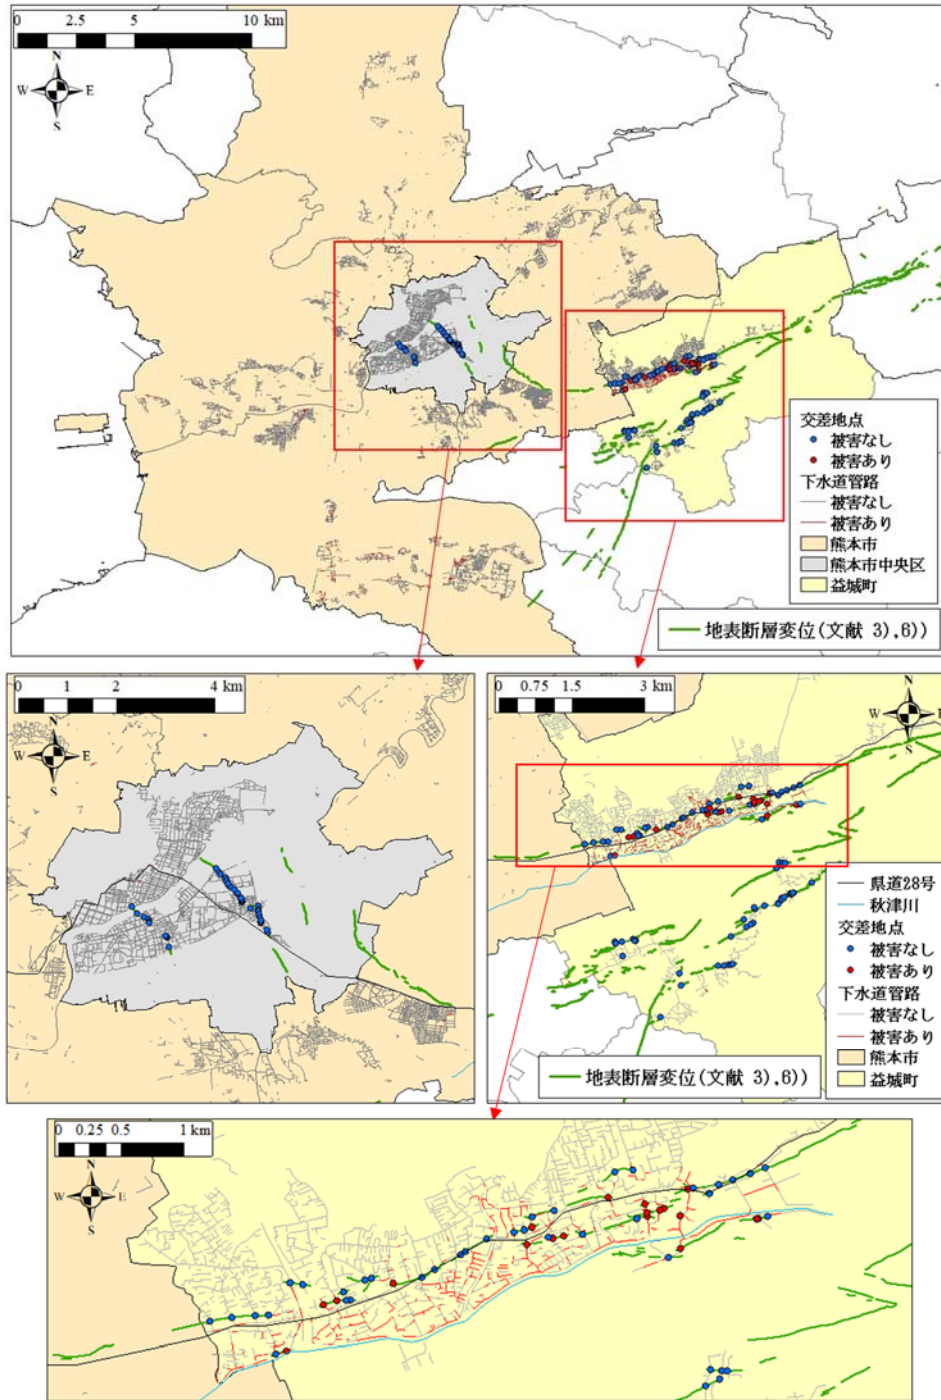 0 2.5 5 10 km
N
W E
S
交差地点
被害なし
被害あり
下水道管路
被害なし
被害あり
熊本市
熊本市中央区
益城町
地表断層変位(文献 3),6))
0 1 2 4 km
N
W E
S
0 0.75 1.5 3 km
N
W E
S
県道28号
秋津川
交差地点
被害なし
被害あり
下水道管路
被害なし
被害あり
熊本市
益城町
地表断層変位(文献 3),6))
0 0.25 0.5 1 km
N
W E
S